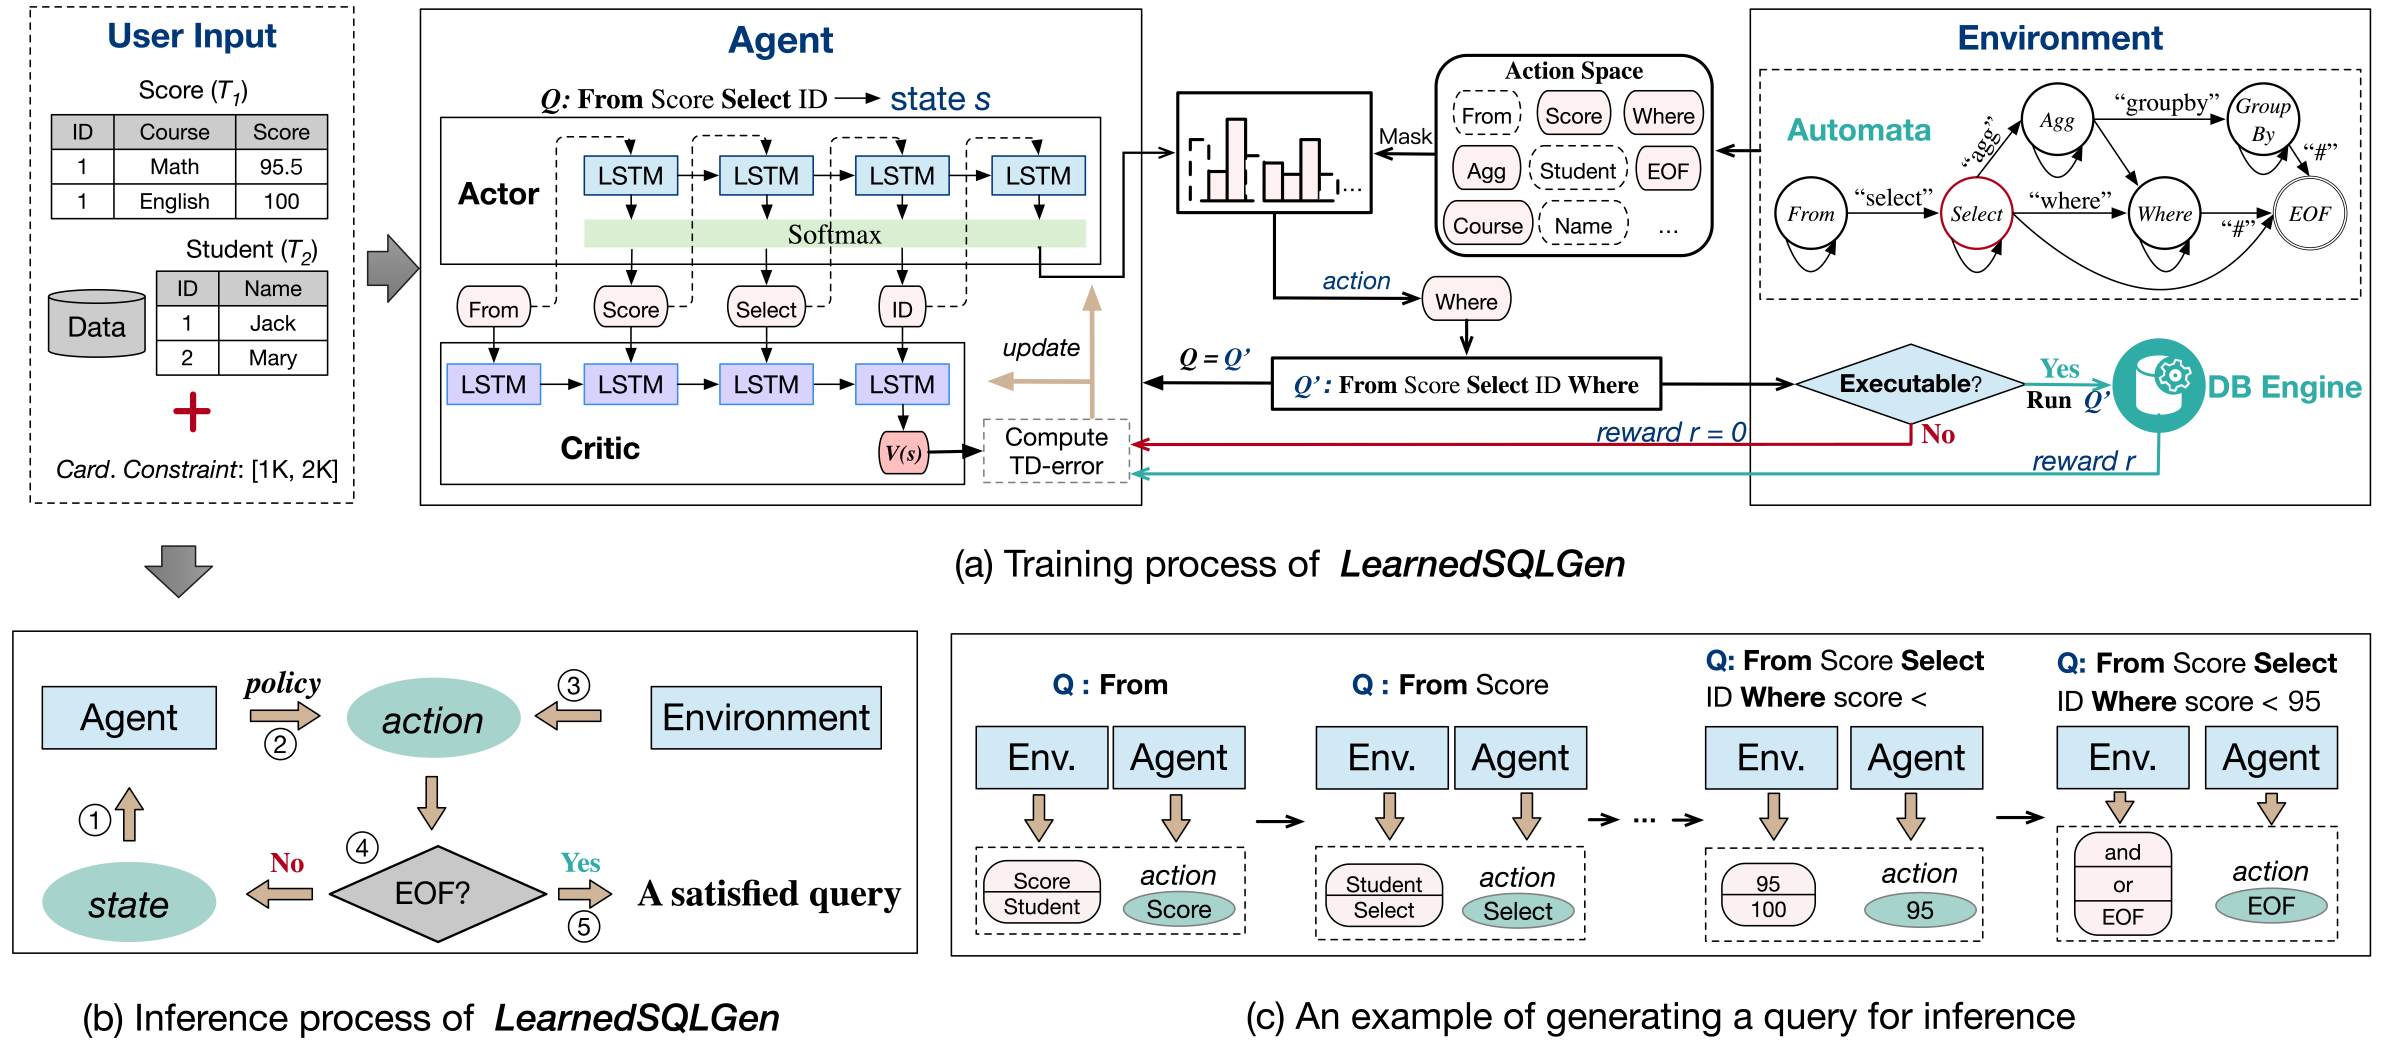 User Input
Score (T1)
ID Course Score
1 Math 95.5
1 English 100
Student (T2)
ID Name
1 Jack
2 Mary
Data
+
Card. Constraint: [1K, 2K]
Agent
Q: From Score Select ID → state s
Actor
LSTM LSTM LSTM LSTM
Softmax
From Score Select ID
LSTM LSTM LSTM LSTM
Critic
V(s)
update
Compute
TD-error
...
Mask
Action Space
From Score Where
Agg Student EOF
Course Name ...
action
Where
Q = Q’
Q’ : From Score Select ID Where
reward r = 0
reward r
Environment
Automata
From
“select”
Select
“agg”
Agg
“groupby”
Group
By
“#”
“where”
Where
“#”
EOF
Executable?
Yes
Run Q’
No
DB Engine
(a) Training process of LearnedSQLGen
Agent
policy
2
action
3
Environment
1
4
state
No
EOF?
Yes
5
A satisfied query
(b) Inference process of LearnedSQLGen
Q : From
Env. Agent
Score
Student
action
Score
Q : From Score
Env. Agent
Student
Select
action
Select
...
Q: From Score Select
ID Where score <
Env. Agent
95
100
action
95
Q: From Score Select
ID Where score < 95
Env. Agent
and
or
EOF
action
EOF
(c) An example of generating a query for inference